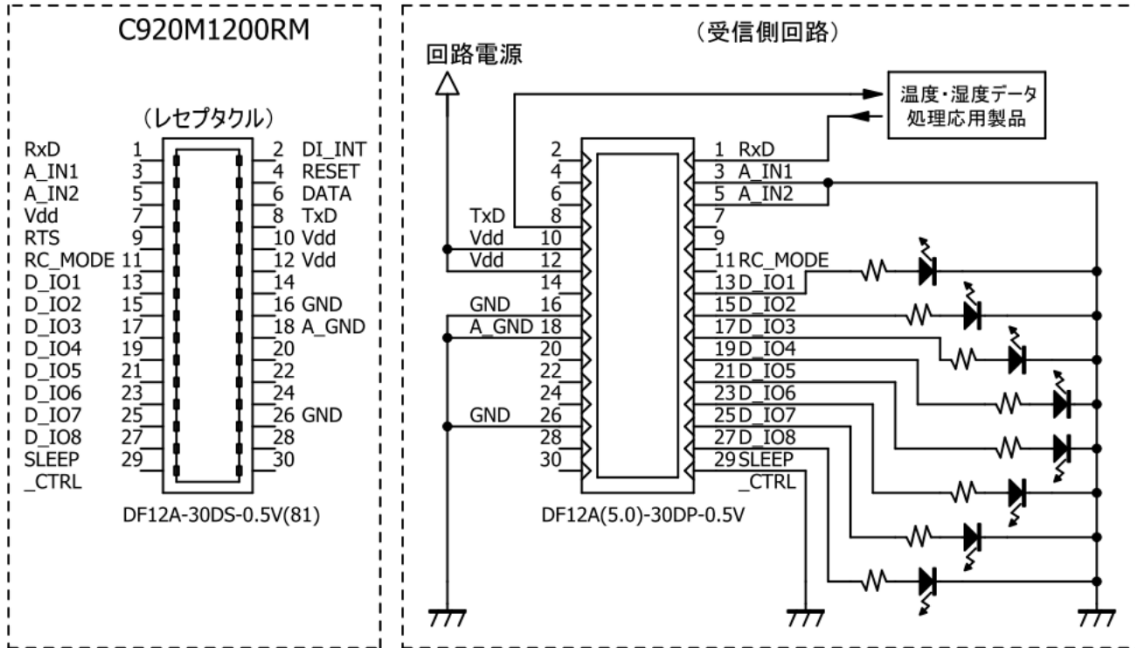 C920M1200RM
(レセプタクル)
RxD 1 2 DI_INT
A_IN1 3 4 RESET
A_IN2 5 6 DATA
Vdd 7 8 TxD
RTS 9 10 Vdd
RC_MODE 11 12 Vdd
D_IO1 13 14
D_IO2 15 16 GND
D_IO3 17 18 A_GND
D_IO4 19 20
D_IO5 21 22
D_IO6 23 24
D_IO7 25 26 GND
D_IO8 27 28
SLEEP 29 30
_CTRL
DF12A-30DS-0.5V(81)
(受信側回路)
回路電源
温度・湿度データ
処理応用製品
2 1 RxD
4 3 A_IN1
6 5 A_IN2
TxD 8 7
Vdd 10 9
Vdd 12 11 RC_MODE
14 13 D_IO1
GND 16 15 D_IO2
A_GND 18 17 D_IO3
20 19 D_IO4
22 21 D_IO5
24 23 D_IO6
GND 26 25 D_IO7
28 27 D_IO8
30 29 SLEEP
_CTRL
DF12A(5.0)-30DP-0.5V